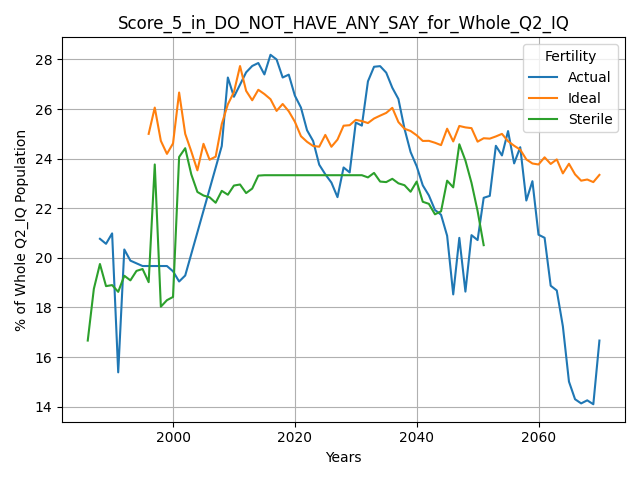 Score_5_in_DO_NOT_HAVE_ANY_SAY_for_Whole_Q2_IQ
Fertility
Actual
Ideal
Sterile
% of Whole Q2_IQ Population
28
26
24
22
20
18
16
14
2000
2020
2040
2060
Years